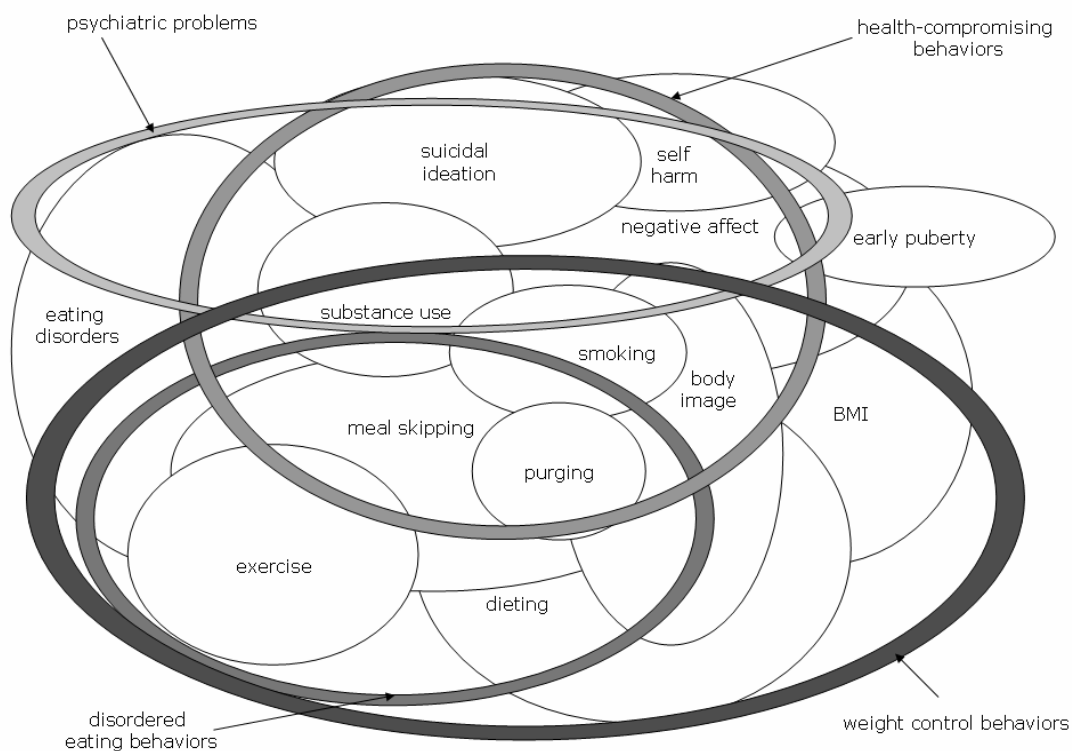 psychiatric problems
health-compromising
behaviors
suicidal
ideation
self
harm
negative affect
early puberty
eating
disorders
substance use
smoking
body
image
BMI
meal skipping
purging
exercise
dieting
disordered
eating behaviors
weight control behaviors